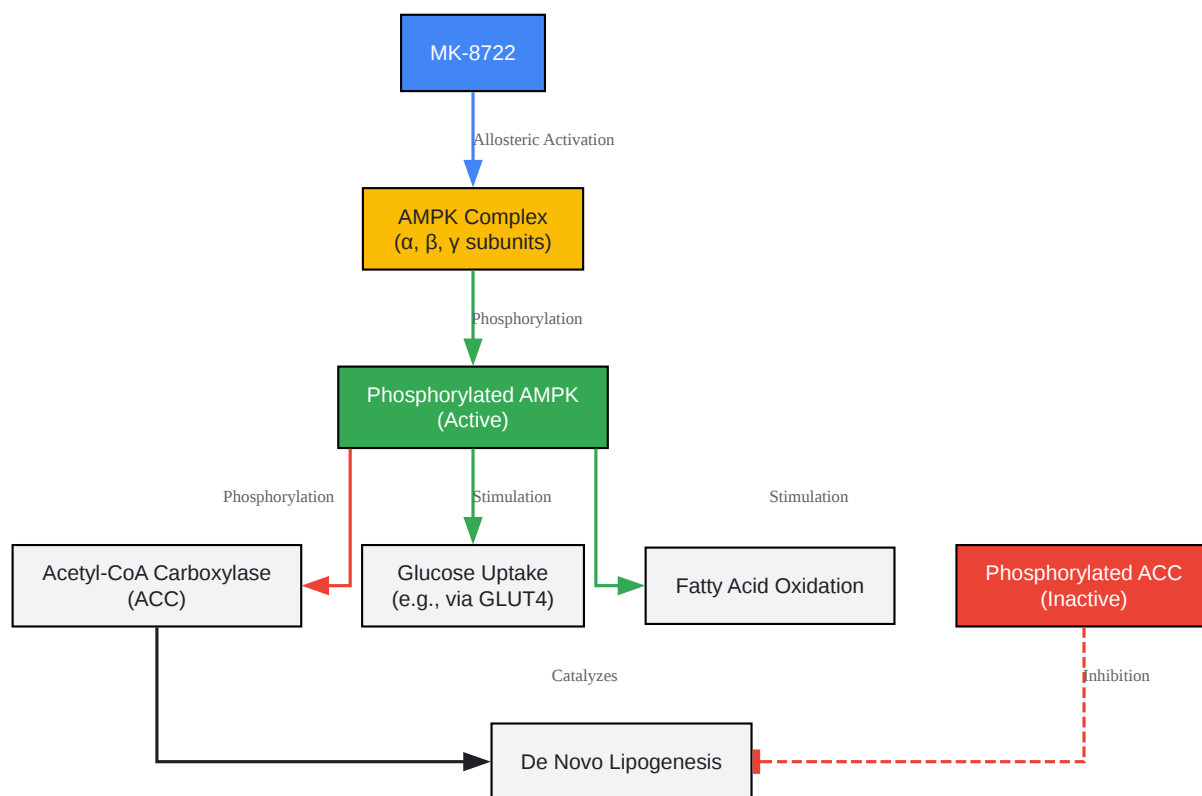 MK-8722
Allosteric Activation
AMPK Complex
(α, β, γ subunits)
Phosphorylation
Phosphorylated AMPK
(Active)
Phosphorylation
Stimulation
Stimulation
Acetyl-CoA Carboxylase
(ACC)
Glucose Uptake
(e.g., via GLUT4)
Fatty Acid Oxidation
Phosphorylated ACC
(Inactive)
Catalyzes
Inhibition
De Novo Lipogenesis